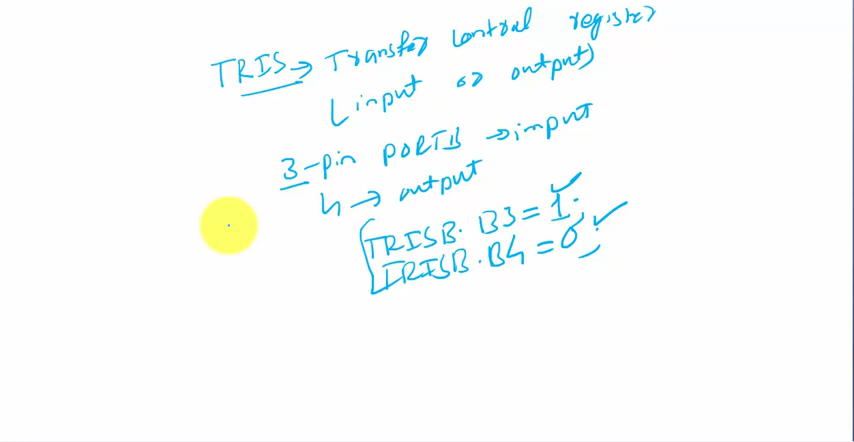 TRIS → Transfer control register
(input or output)
3-pin PORTB → input
4 → output
TRISB.B3 = 1;
TRISB.B4 = 0;